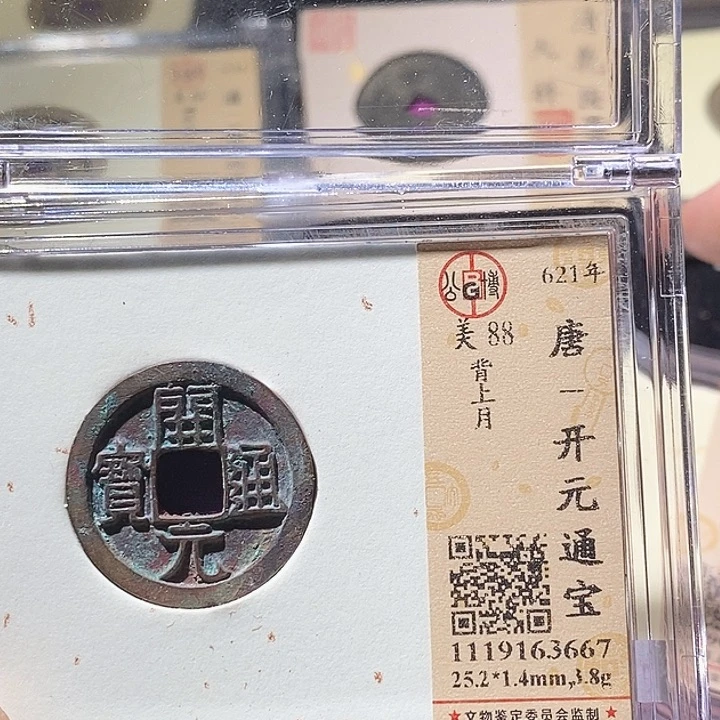 開
元
通
寶
公博
621年
美 88
背上月
唐一开元通宝
1119163667
25.2*1.4mm,3.8g
★文物鉴定委员会监制★